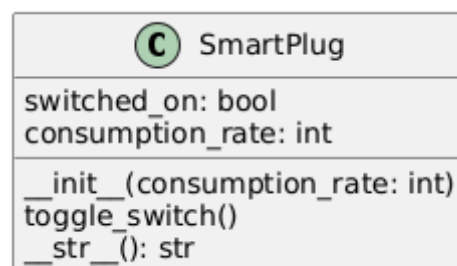 C SmartPlug
switched_on: bool
consumption_rate: int
__init__(consumption_rate: int)
toggle_switch()
__str__(): str